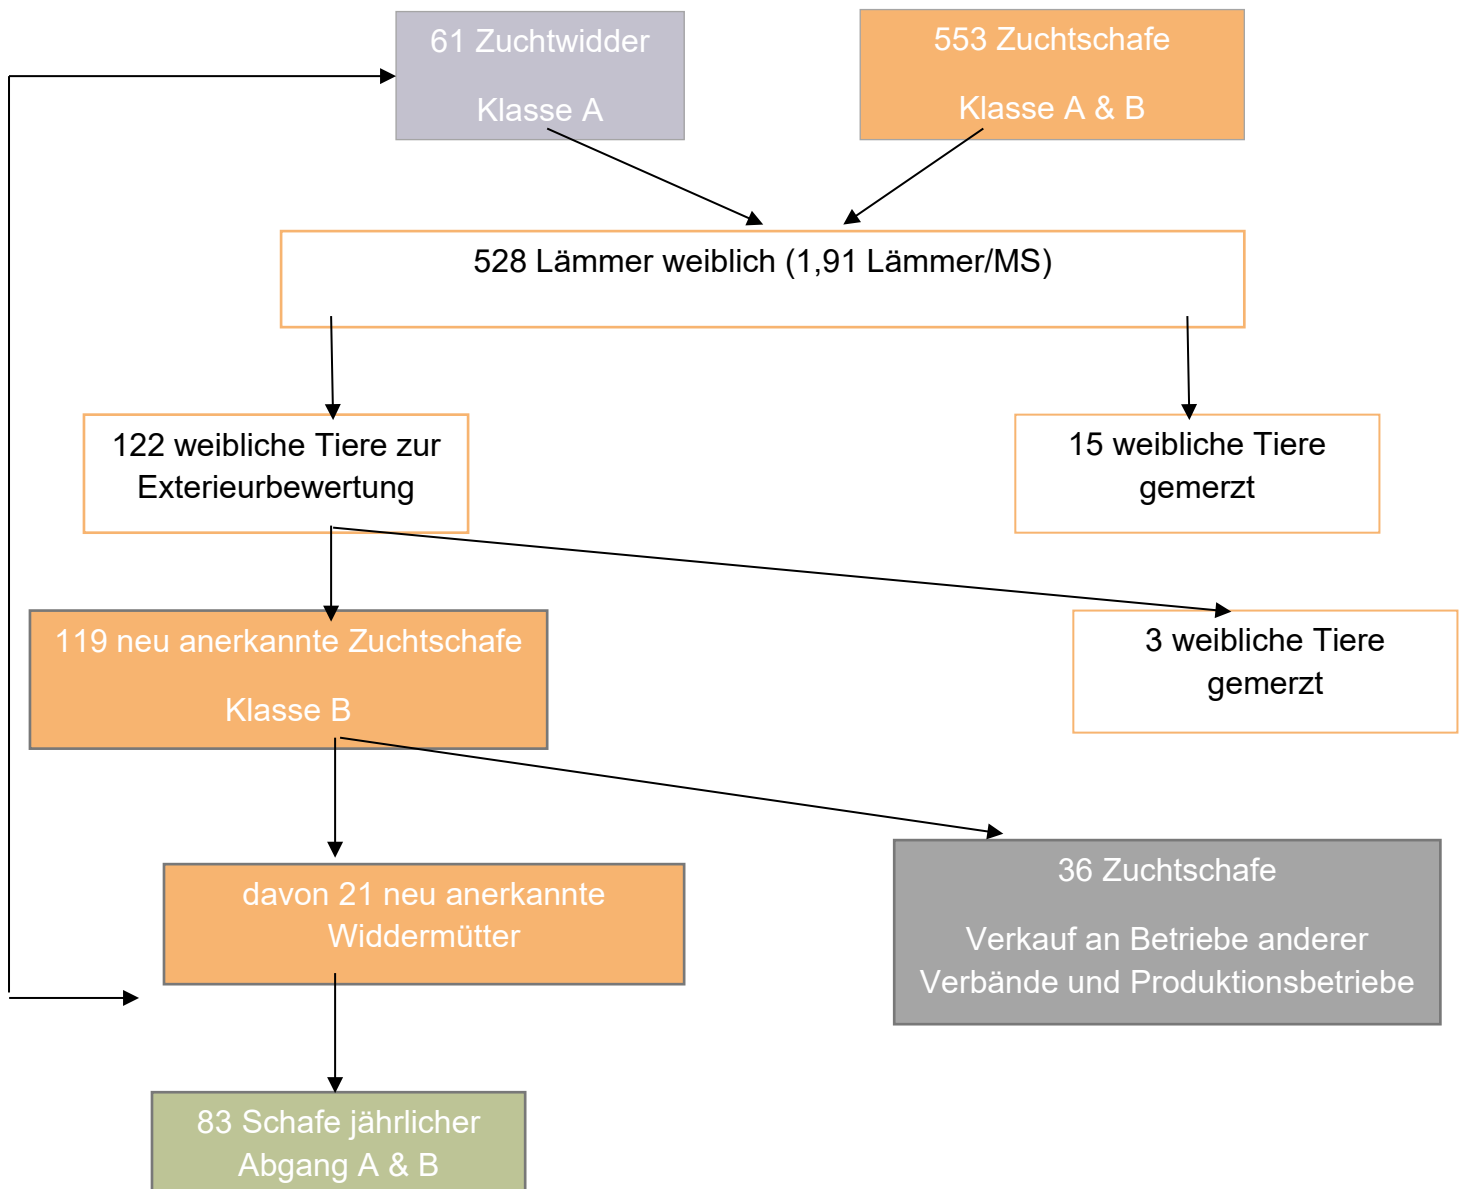 61 Zuchtwidder
Klasse A
553 Zuchtschafe
Klasse A & B
528 Lämmer weiblich (1,91 Lämmer/MS)
122 weibliche Tiere zur
Exterieurbewertung
15 weibliche Tiere
gemerzt
119 neu anerkannte Zuchtschafe
Klasse B
3 weibliche Tiere
gemerzt
davon 21 neu anerkannte
Widdermütter
36 Zuchtschafe
Verkauf an Betriebe anderer
Verbände und Produktionsbetriebe
83 Schafe jährlicher
Abgang A & B